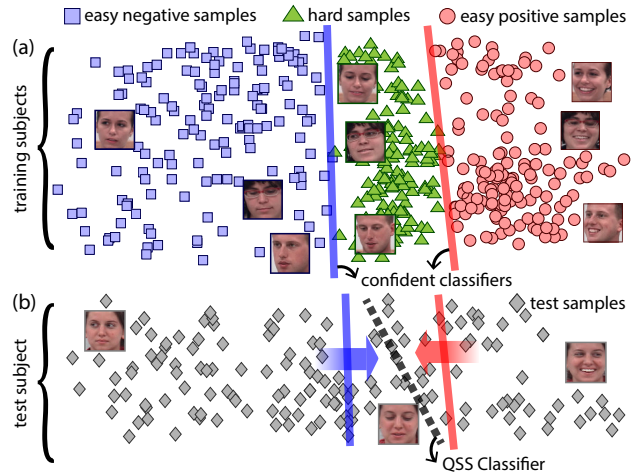 easy negative samples
hard samples
easy positive samples
(a)
training subjects
confident classifiers
(b)
test samples
test subject
QSS Classifier